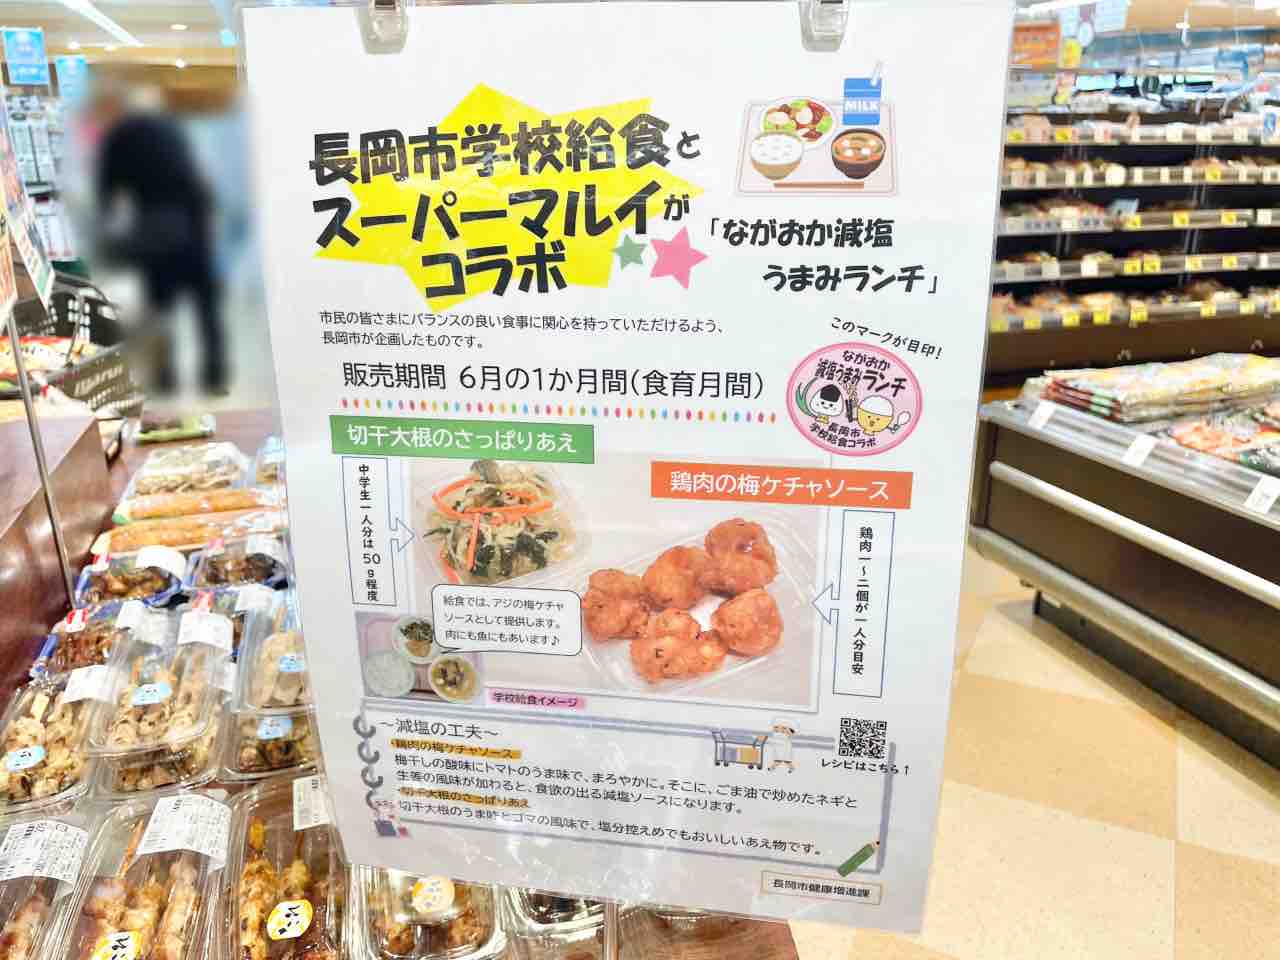 長岡市学校給食と
スーパーマルイが
コラボ
MILK
「ながおか減塩
うまみランチ」
市民の皆さまにバランスの良い食事に関心を持っていただけるよう、
長岡市が企画したものです。
販売期間 6月の1か月間(食育月間)
このマークが目印!
ながおか
減塩うまみランチ
長岡市
学校給食コラボ
切干大根のさっぱりあえ
中学生一人分は50g程度
鶏肉の梅ケチャソース
鶏肉一~二個が一人分目安
給食では、アジの梅ケチャ
ソースとして提供します。
肉にも魚にもあいます♪
学校給食イメージ
~減塩の工夫~
鶏肉の梅ケチャソース
梅干しの酸味にトマトのうま味で、まろやかに。そこに、ごま油で炒めたネギと
生姜の風味が加わると、食欲の出る減塩ソースになります。
切干大根のさっぱりあえ
切干大根のうま味とゴマの風味で、塩分控えめでもおいしいあえ物です。
レシピはこちら↑
長岡市健康増進課